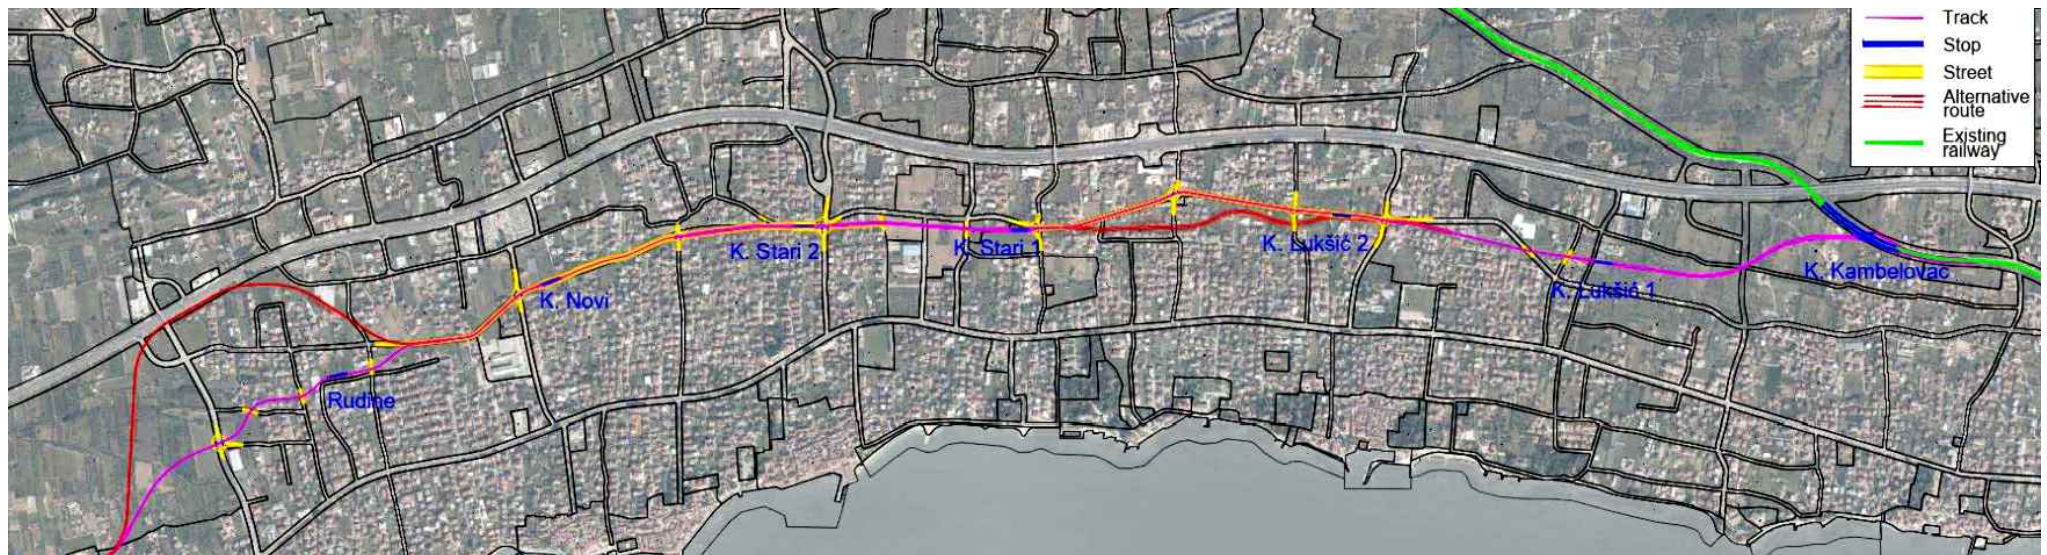 Track
Stop
Street
Alternative
route
Existing
railway
K. Stari 2
K. Stari 1
K. Lukšić 2
K. Kambelovac
K. Lukšić 1
K. Novi
Rudine